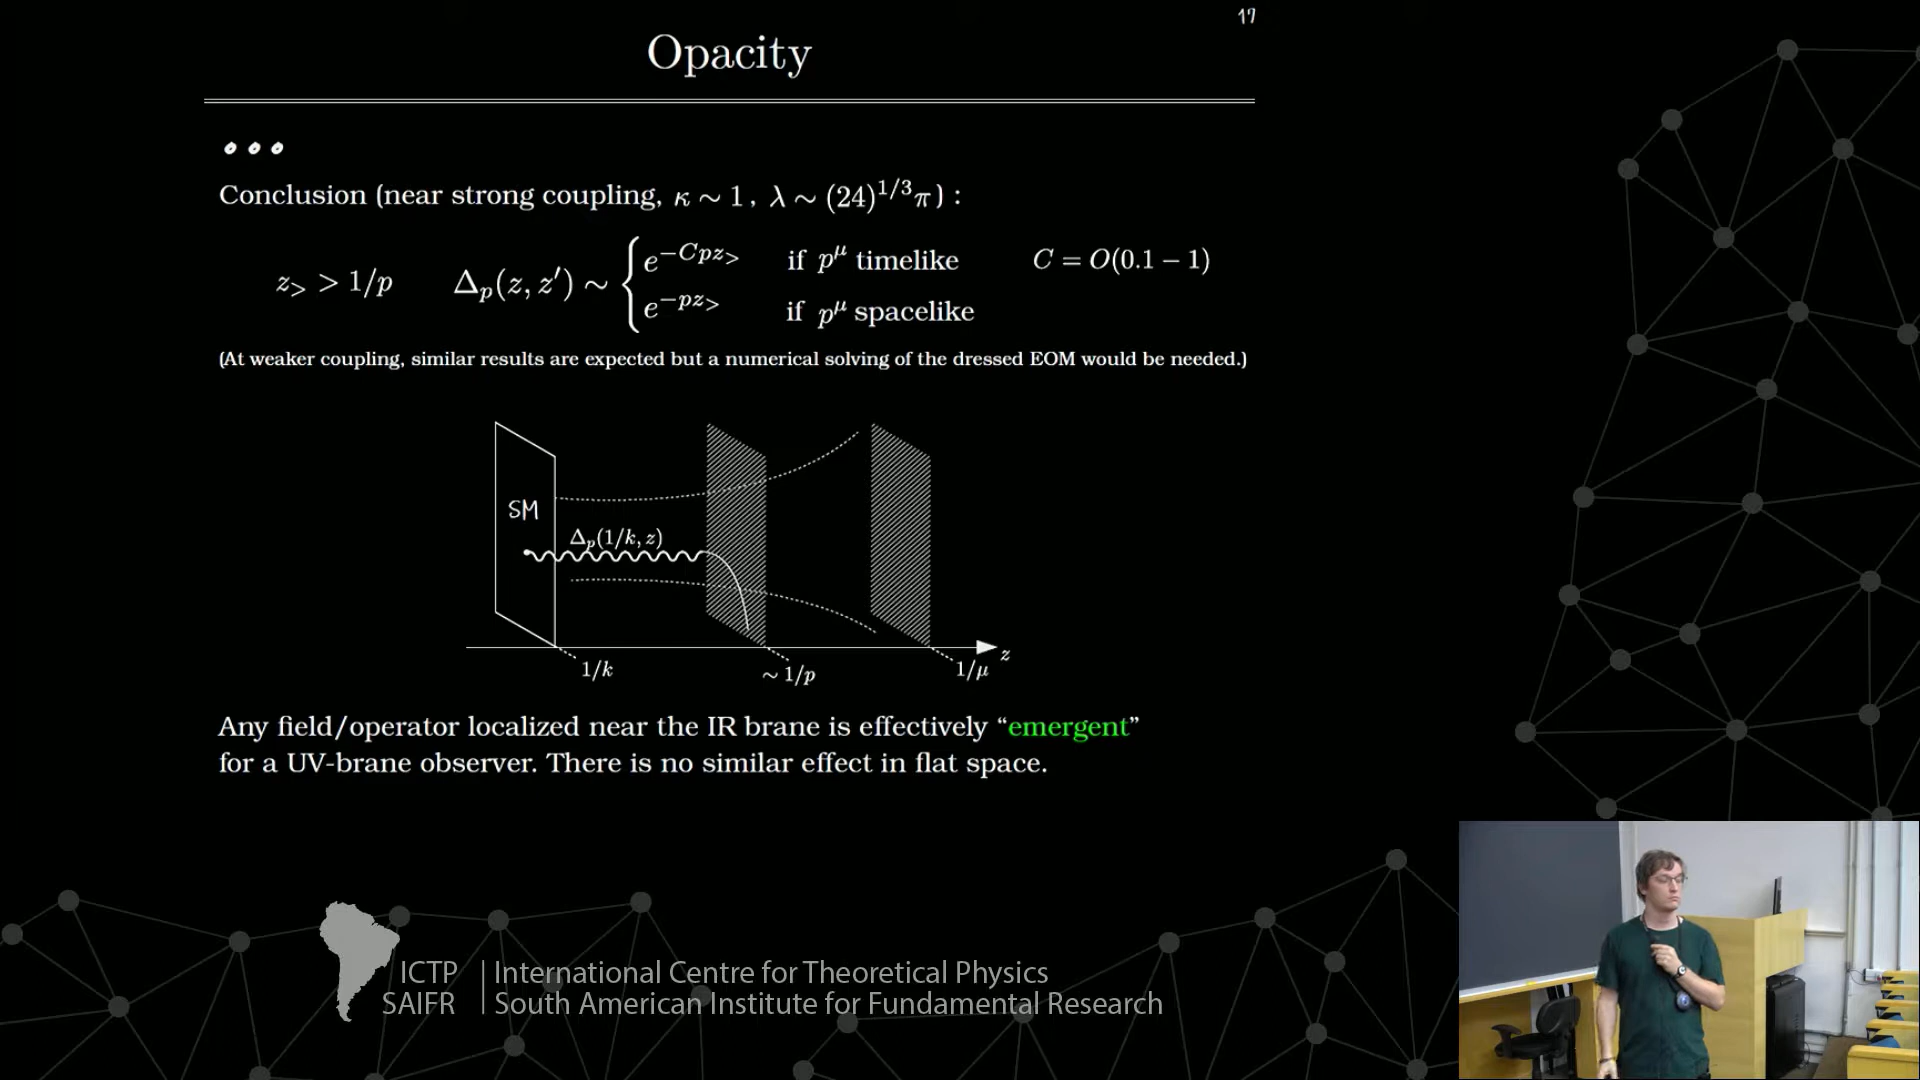 17
Opacity
Conclusion (near strong coupling, κ ∼ 1, λ ∼ (24)^{1/3}π) :
z_> > 1/p Δ_p(z, z′) ∼ { e^{−Cpz_>} if p^μ timelike C = O(0.1 − 1)
e^{−pz_>} if p^μ spacelike
(At weaker coupling, similar results are expected but a numerical solving of the dressed EOM would be needed.)
SM
Δ_p(1/k, z)
1/k
∼ 1/p
1/μ
z
Any field/operator localized near the IR brane is effectively “emergent”
for a UV-brane observer. There is no similar effect in flat space.
ICTP | International Centre for Theoretical Physics
SAIFR | South American Institute for Fundamental Research